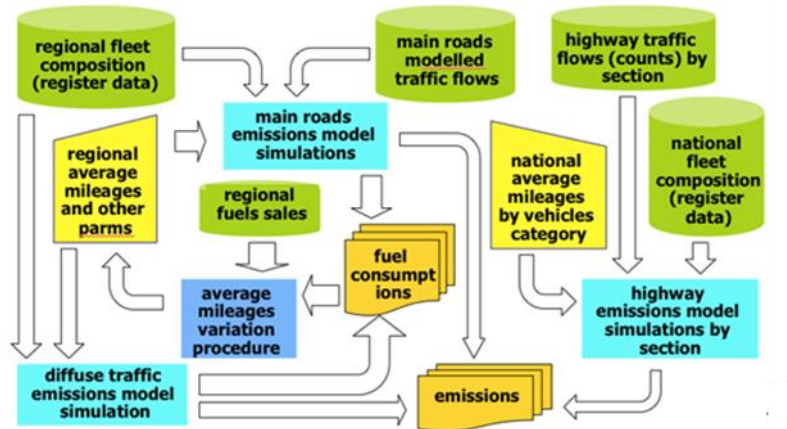 regional fleet
composition
(register data)
main roads
modelled
traffic flows
highway traffic
flows (counts) by
section
main roads
emissions model
simulations
national
fleet
composition
(register
data)
regional
average
mileages
and other
parms
regional
fuels sales
national
average
mileages
by vehicles
category
fuel
consumpt
ions
average
mileages
variation
procedure
highway
emissions model
simulations by
section
diffuse traffic
emissions model
simulation
emissions